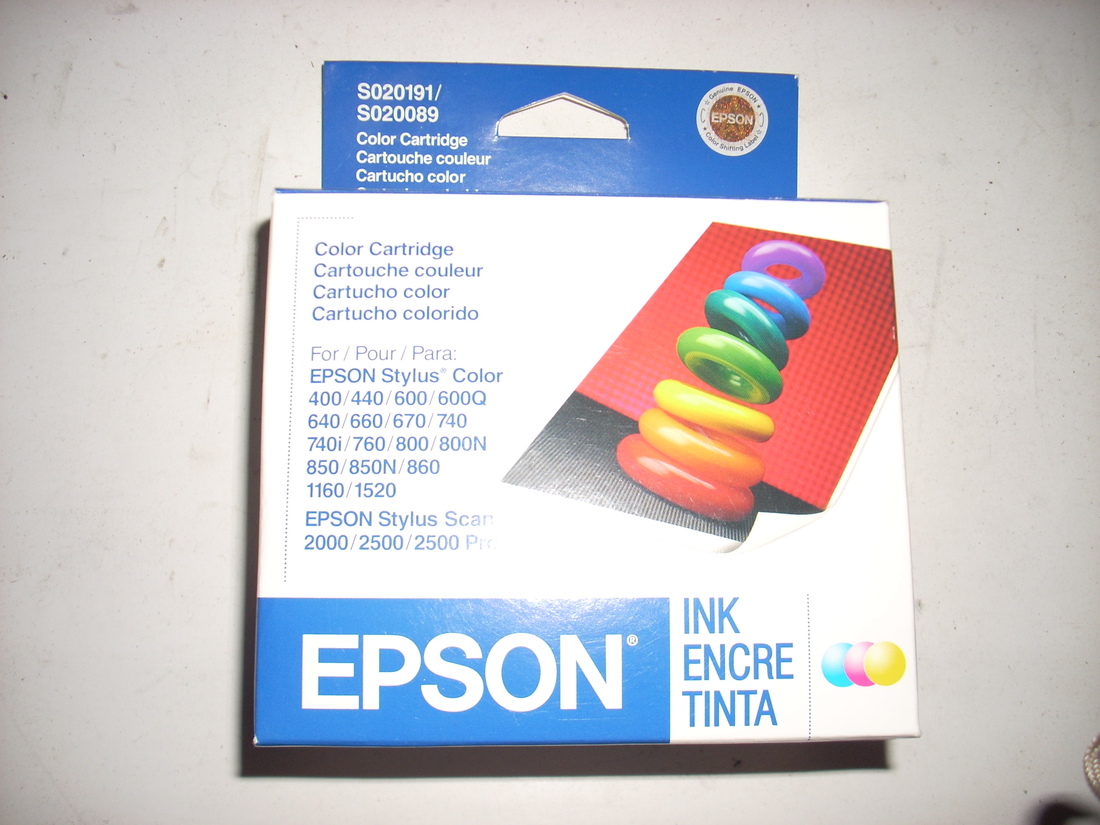 S020191/
S020089
Color Cartridge
Cartouche couleur
Cartucho color
☆ Genuine EPSON ★
EPSON
★ Color Shifting Label ☆
Color Cartridge
Cartouche couleur
Cartucho color
Cartucho colorido
For / Pour / Para:
EPSON Stylus® Color
400/440/600/600Q
640/660/670/740
740i/760/800/800N
850/850N/860
1160/1520
EPSON Stylus Scan
2000/2500/2500 Pro
EPSON®
INK
ENCRE
TINTA